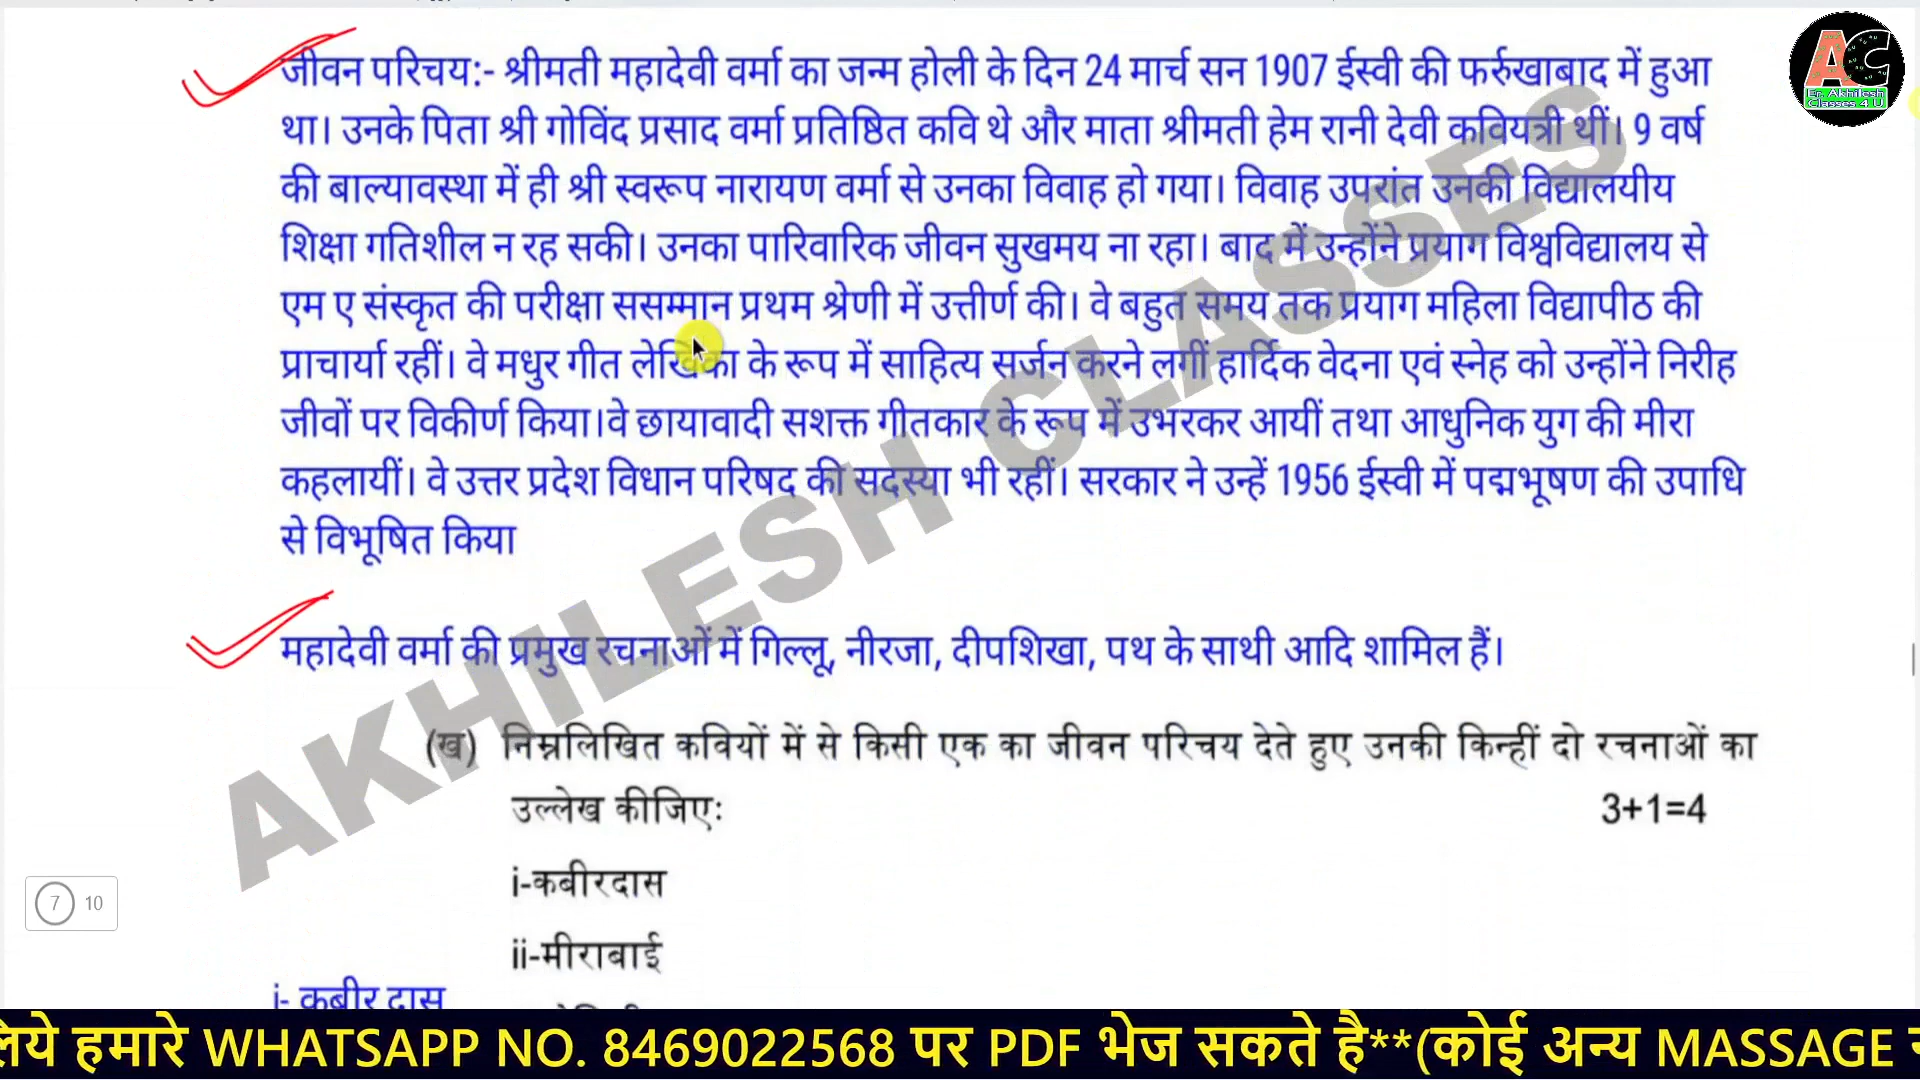 जीवन परिचय:- श्रीमती महादेवी वर्मा का जन्म होली के दिन 24 मार्च सन 1907 ईस्वी की फर्रुखाबाद में हुआ
था। उनके पिता श्री गोविंद प्रसाद वर्मा प्रतिष्ठित कवि थे और माता श्रीमती हेम रानी देवी कवियत्री थीं। 9 वर्ष
की बाल्यावस्था में ही श्री स्वरूप नारायण वर्मा से उनका विवाह हो गया। विवाह उपरांत उनकी विद्यालयीय
शिक्षा गतिशील न रह सकी। उनका पारिवारिक जीवन सुखमय ना रहा। बाद में उन्होंने प्रयाग विश्वविद्यालय से
एम ए संस्कृत की परीक्षा ससम्मान प्रथम श्रेणी में उत्तीर्ण की। वे बहुत समय तक प्रयाग महिला विद्यापीठ की
प्राचार्या रहीं। वे मधुर गीत लेखिका के रूप में साहित्य सर्जन करने लगीं हार्दिक वेदना एवं स्नेह को उन्होंने निरीह
जीवों पर विकीर्ण किया।वे छायावादी सशक्त गीतकार के रूप में उभरकर आयीं तथा आधुनिक युग की मीरा
कहलायीं। वे उत्तर प्रदेश विधान परिषद की सदस्या भी रहीं। सरकार ने उन्हें 1956 ईस्वी में पद्मभूषण की उपाधि
से विभूषित किया
महादेवी वर्मा की प्रमुख रचनाओं में गिल्लू, नीरजा, दीपशिखा, पथ के साथी आदि शामिल हैं।
(ख) निम्नलिखित कवियों में से किसी एक का जीवन परिचय देते हुए उनकी किन्हीं दो रचनाओं का
उल्लेख कीजिए: 3+1=4
i-कबीरदास
ii-मीराबाई
i- कबीर दास
AKHILESH CLASSES
AC
Er. Akhilesh
Classes 4 U
7 10
लिये हमारे WHATSAPP NO. 8469022568 पर PDF भेज सकते है**(कोई अन्य MASSAGE